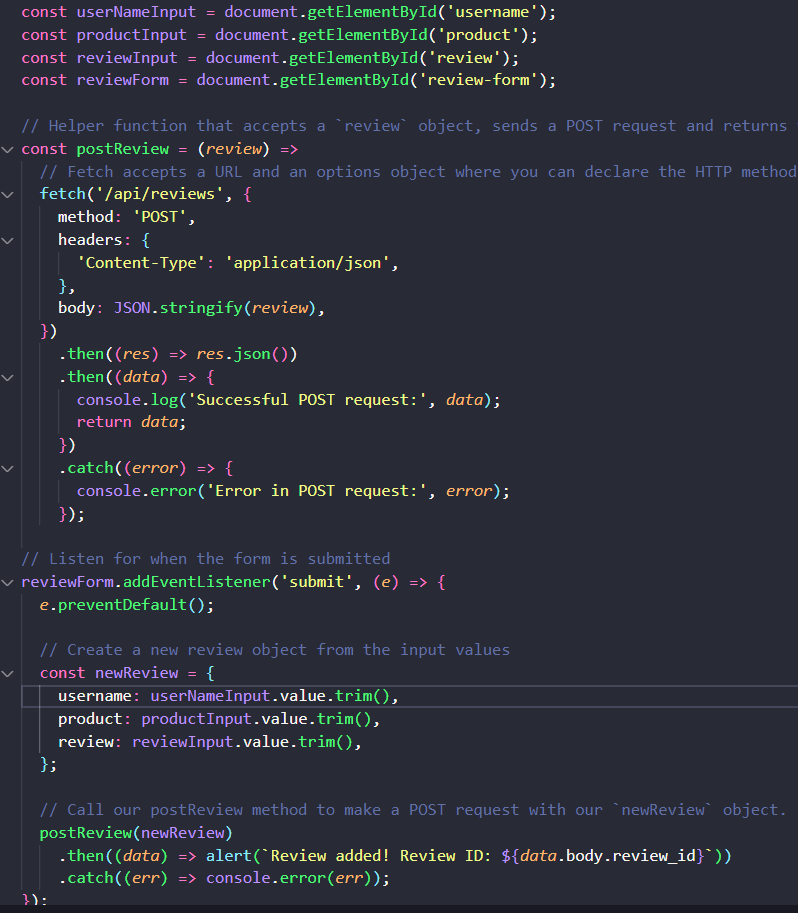 const userNameInput = document.getElementById('username');
const productInput = document.getElementById('product');
const reviewInput = document.getElementById('review');
const reviewForm = document.getElementById('review-form');
// Helper function that accepts a `review` object, sends a POST request and returns
const postReview = (review) =>
// Fetch accepts a URL and an options object where you can declare the HTTP method
fetch('/api/reviews', {
method: 'POST',
headers: {
'Content-Type': 'application/json',
},
body: JSON.stringify(review),
})
.then((res) => res.json())
.then((data) => {
console.log('Successful POST request:', data);
return data;
})
.catch((error) => {
console.error('Error in POST request:', error);
});
// Listen for when the form is submitted
reviewForm.addEventListener('submit', (e) => {
e.preventDefault();
// Create a new review object from the input values
const newReview = {
username: userNameInput.value.trim(),
product: productInput.value.trim(),
review: reviewInput.value.trim(),
};
// Call our postReview method to make a POST request with our `newReview` object.
postReview(newReview)
.then((data) => alert(`Review added! Review ID: ${data.body.review_id}`))
.catch((err) => console.error(err));
});